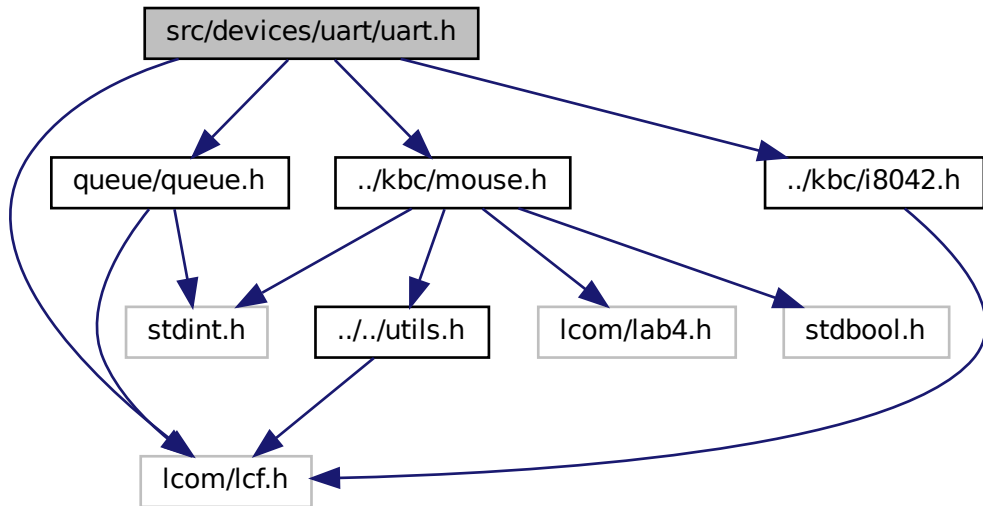 src/devices/uart/uart.h
queue/queue.h
../kbc/mouse.h
../kbc/i8042.h
stdint.h
../../utils.h
lcom/lab4.h
stdbool.h
lcom/lcf.h